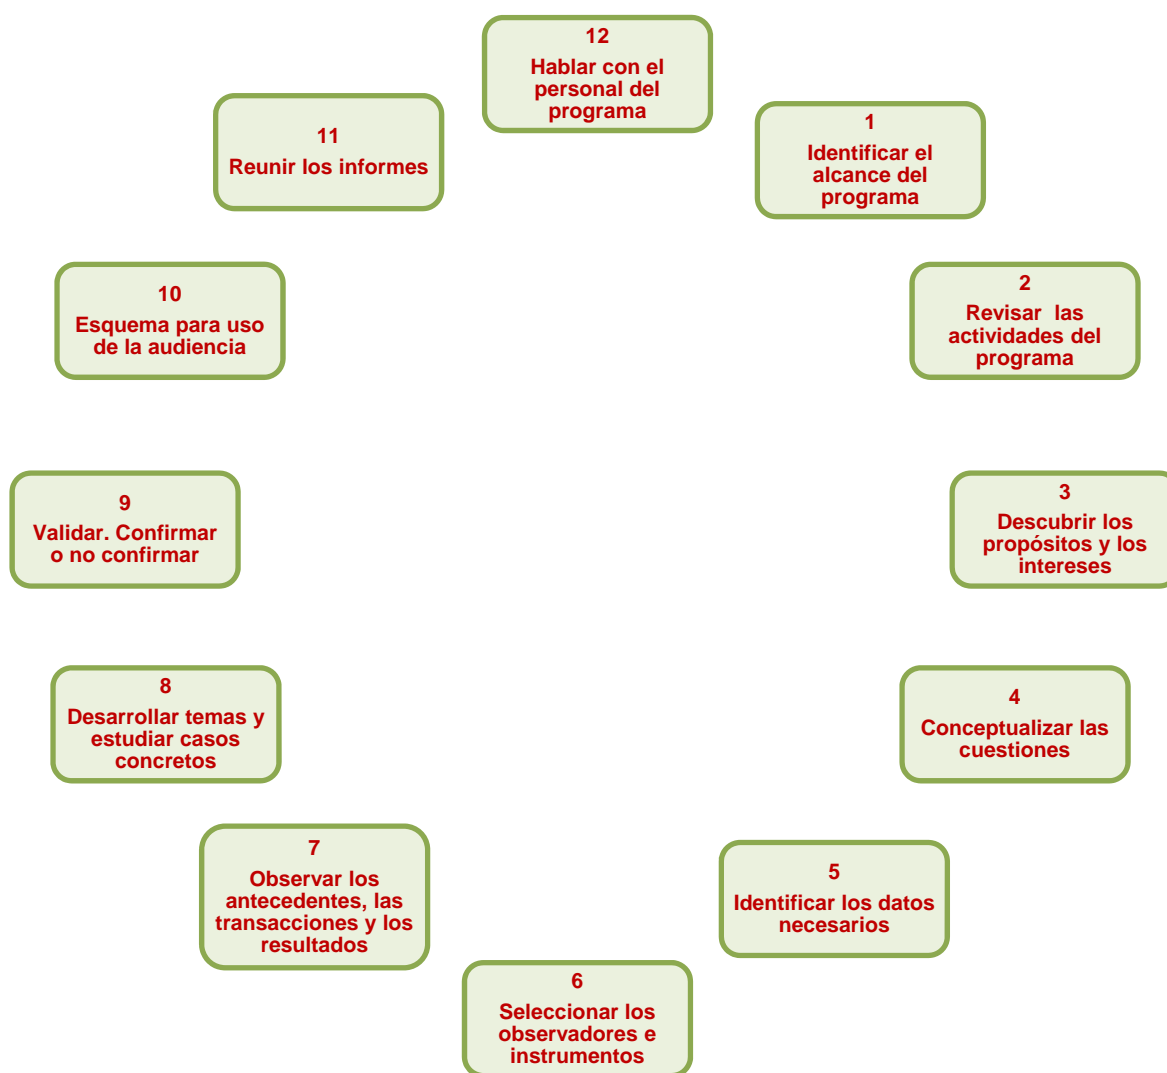 12
Hablar con el
personal del
programa
1
Identificar el
alcance del
programa
2
Revisar las
actividades del
programa
3
Descubrir los
propósitos y los
intereses
4
Conceptualizar las
cuestiones
5
Identificar los datos
necesarios
6
Seleccionar los
observadores e
instrumentos
7
Observar los
antecedentes, las
transacciones y los
resultados
8
Desarrollar temas y
estudiar casos
concretos
9
Validar. Confirmar
o no confirmar
10
Esquema para uso
de la audiencia
11
Reunir los informes